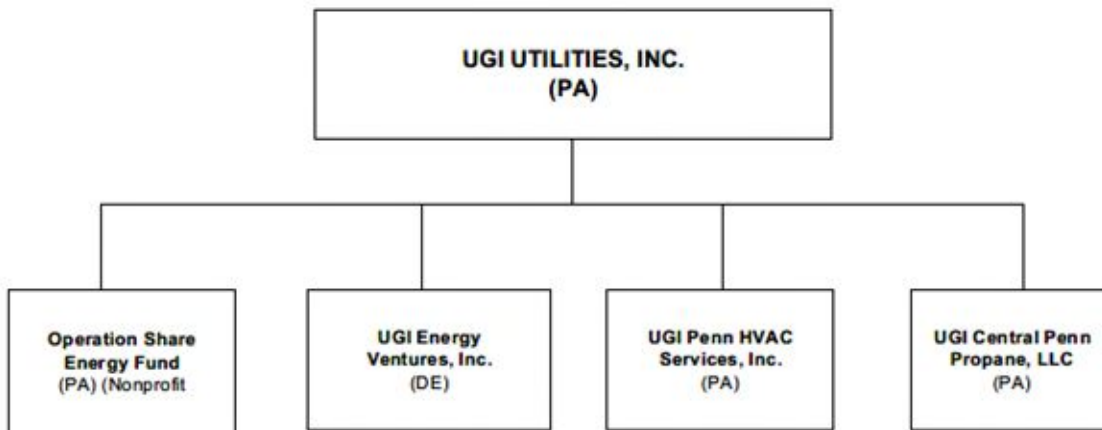 UGI UTILITIES, INC.
(PA)
Operation Share
Energy Fund
(PA) (Nonprofit
UGI Energy
Ventures, Inc.
(DE)
UGI Penn HVAC
Services, Inc.
(PA)
UGI Central Penn
Propane, LLC
(PA)